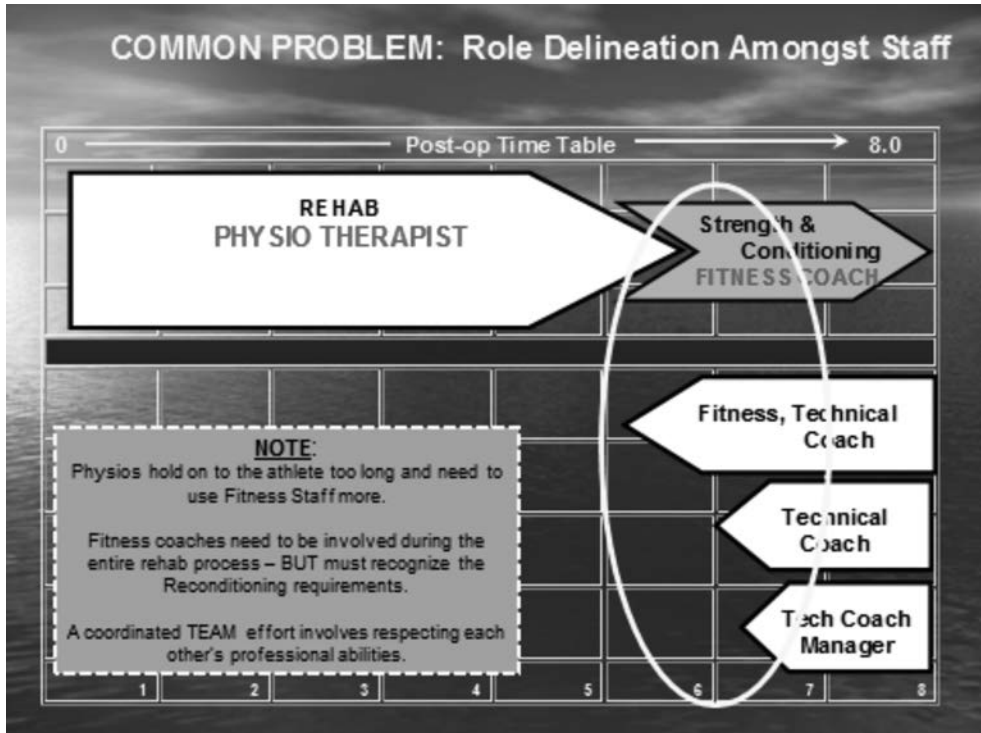 COMMON PROBLEM: Role Delineation Amongst Staff
0 Post-op Time Table 8.0
REHAB
PHYSIO THERAPIST
Strength &
Conditioning
FITNESS COACH
Fitness, Technical
Coach
Technical
Coach
Tech Coach
Manager
NOTE:
Physios hold on to the athlete too long and need to
use Fitness Staff more.
Fitness coaches need to be involved during the
entire rehab process – BUT must recognize the
Reconditioning requirements.
A coordinated TEAM effort involves respecting each
other's professional abilities.
1 2 3 4 5 6 7 8